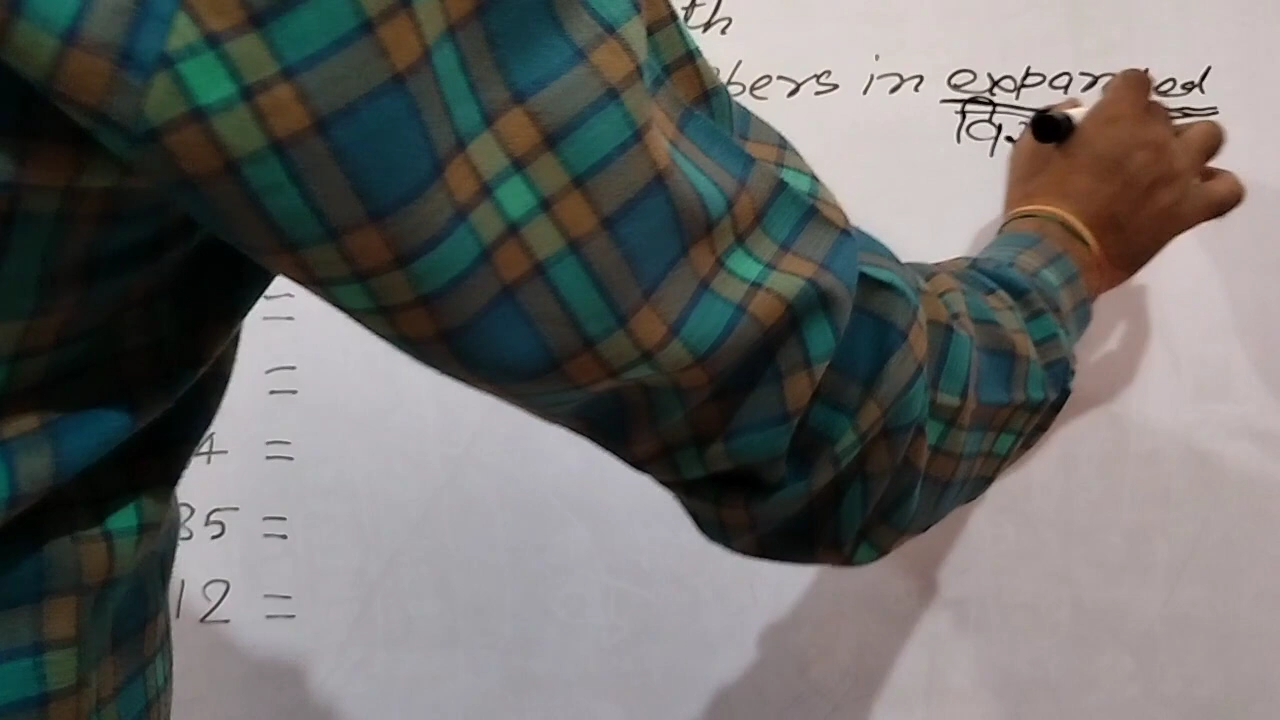 th
bers in expanded
वि
=
=
4 =
35 =
12 =